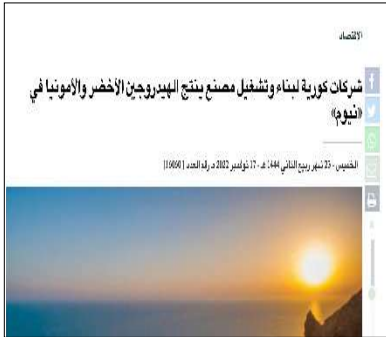 الاقتصاد
شركات كورية لبناء وتشغيل مصنع ينتج الهيدروجين الأخضر والأمونيا في
«نيوم»
الخميس - 23 شهر ربيع الثاني 1444 هـ - 17 نوفمبر 2022 مـ رقم العدد [16060]